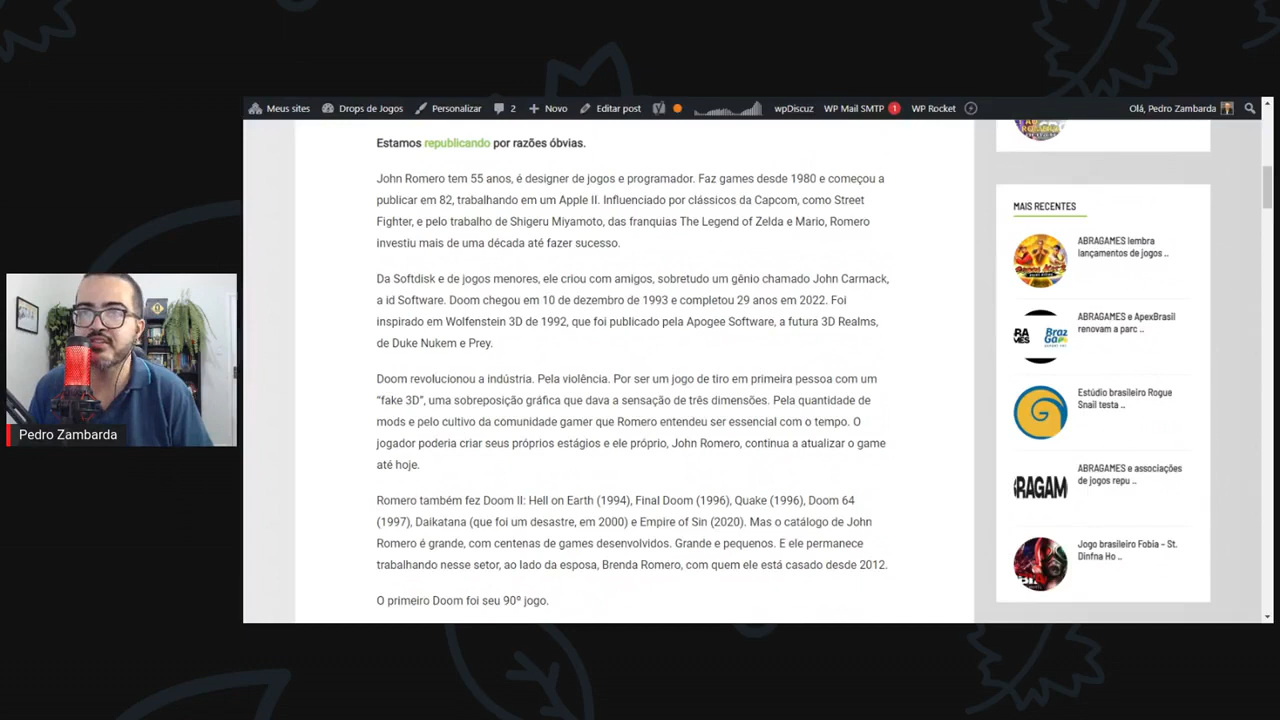 Meus sites Drops de Jogos Personalizar 2 Novo Editar post wpDiscuz WP Mail SMTP 1 WP Rocket Olá, Pedro Zambarda
Estamos republicando por razões óbvias.
John Romero tem 55 anos, é designer de jogos e programador. Faz games desde 1980 e começou a
publicar em 82, trabalhando em um Apple II. Influenciado por clássicos da Capcom, como Street
Fighter, e pelo trabalho de Shigeru Miyamoto, das franquias The Legend of Zelda e Mario, Romero
investiu mais de uma década até fazer sucesso.
Da Softdisk e de jogos menores, ele criou com amigos, sobretudo um gênio chamado John Carmack,
a id Software. Doom chegou em 10 de dezembro de 1993 e completou 29 anos em 2022. Foi
inspirado em Wolfenstein 3D de 1992, que foi publicado pela Apogee Software, a futura 3D Realms,
de Duke Nukem e Prey.
Doom revolucionou a indústria. Pela violência. Por ser um jogo de tiro em primeira pessoa com um
“fake 3D”, uma sobreposição gráfica que dava a sensação de três dimensões. Pela quantidade de
mods e pelo cultivo da comunidade gamer que Romero entendeu ser essencial com o tempo. O
jogador poderia criar seus próprios estágios e ele próprio, John Romero, continua a atualizar o game
até hoje.
Romero também fez Doom II: Hell on Earth (1994), Final Doom (1996), Quake (1996), Doom 64
(1997), Daikatana (que foi um desastre, em 2000) e Empire of Sin (2020). Mas o catálogo de John
Romero é grande, com centenas de games desenvolvidos. Grande e pequenos. E ele permanece
trabalhando nesse setor, ao lado da esposa, Brenda Romero, com quem ele está casado desde 2012.
O primeiro Doom foi seu 90º jogo.
MAIS RECENTES
ABRAGAMES lembra
lançamentos de jogos ..
ABRAGAMES e ApexBrasil
renovam a parc ..
Estúdio brasileiro Rogue
Snail testa ..
ABRAGAMES e associações
de jogos repu ..
RAGAM
Jogo brasileiro Fobia – St.
Dinfna Ho ..
Pedro Zambarda